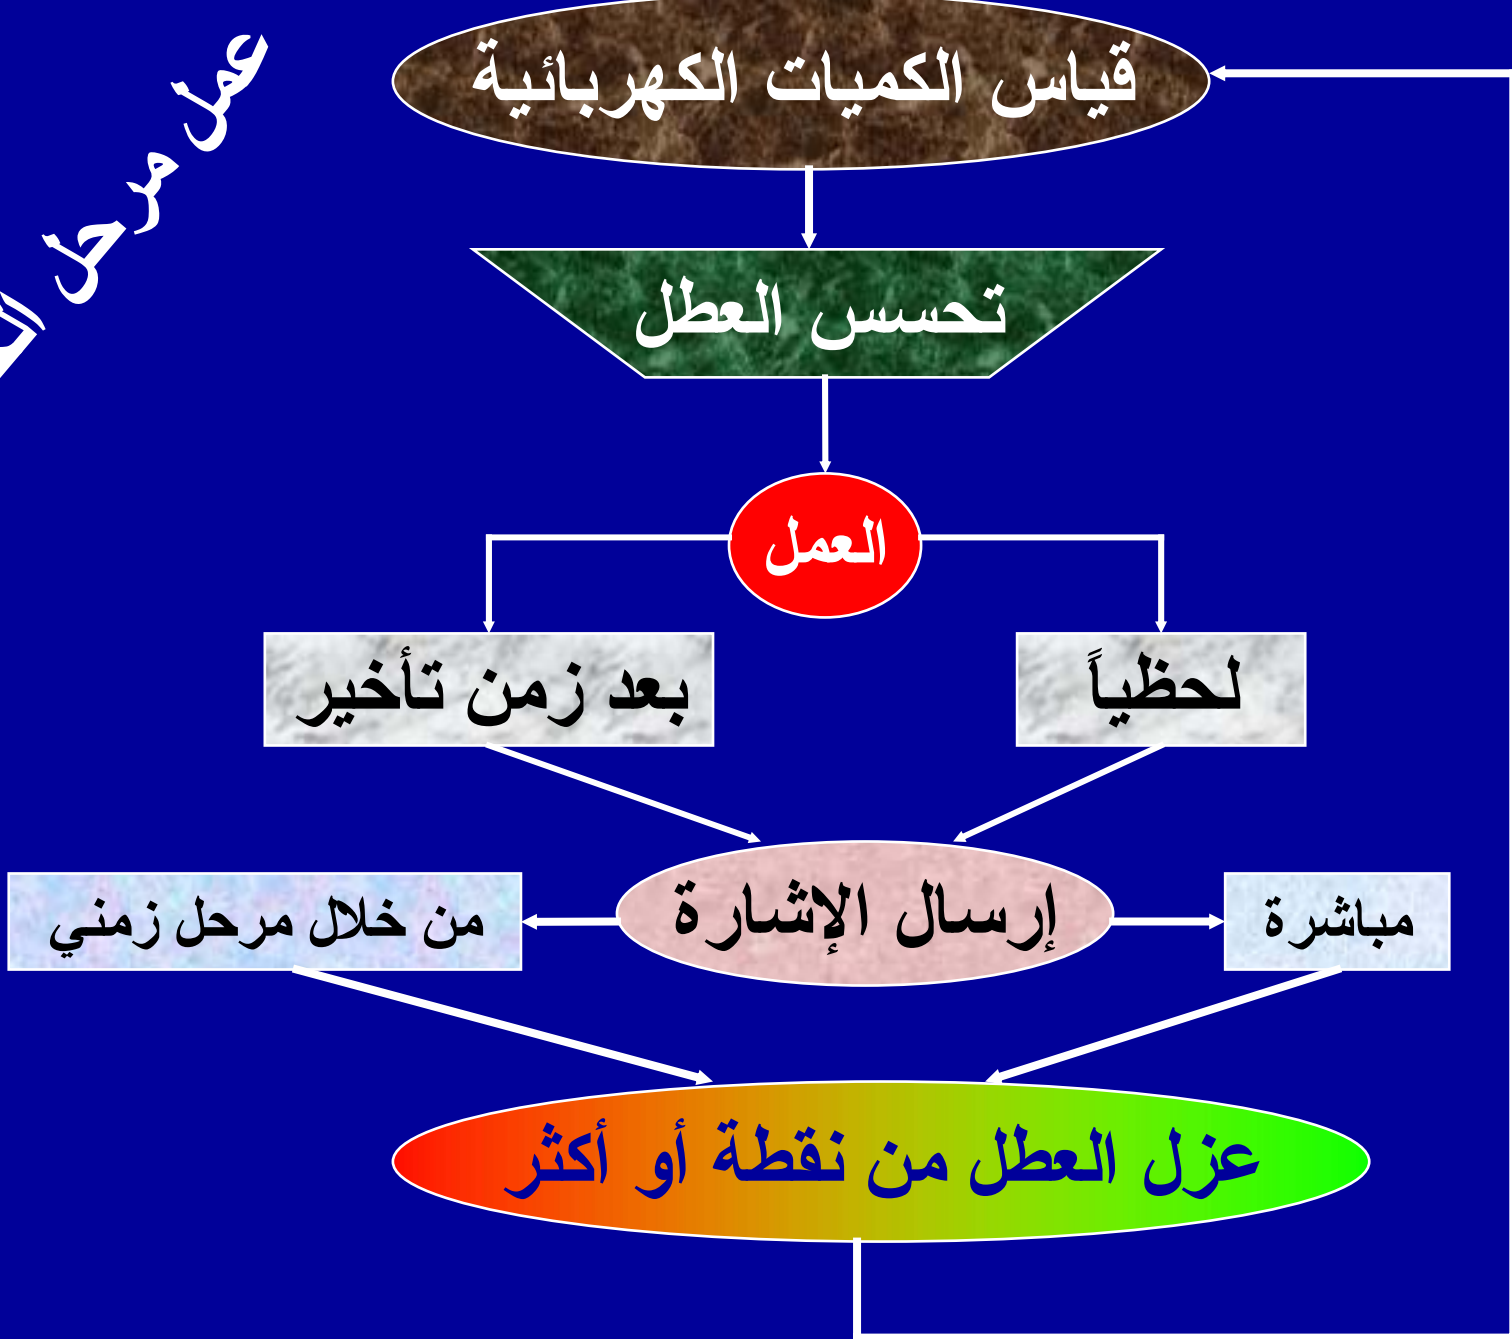 عمل مرحل
قياس الكميات الكهربائية
تحسس العطل
العمل
لحظياً
بعد زمن تأخير
إرسال الإشارة
مباشرة
من خلال مرحل زمني
عزل العطل من نقطة أو أكثر